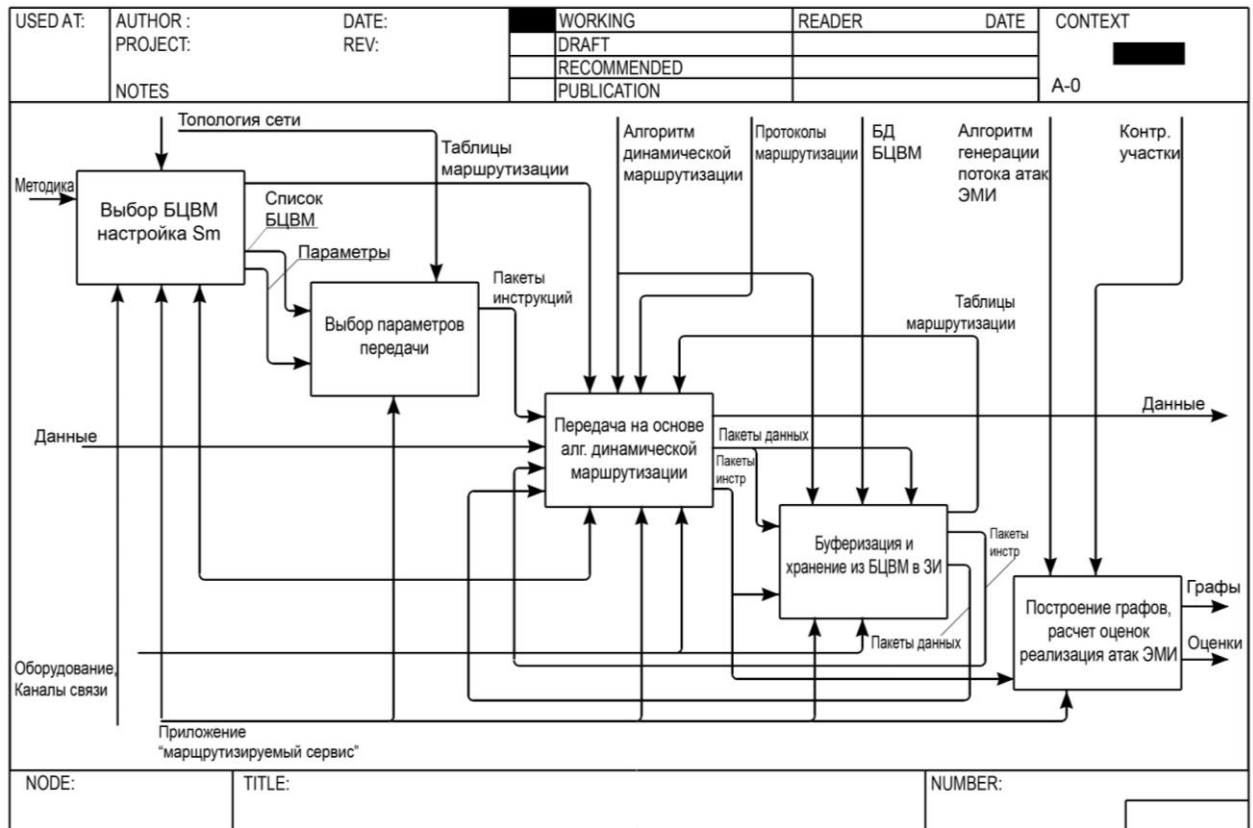 USED AT:
AUTHOR :
DATE:
PROJECT:
REV:
NOTES
WORKING
DRAFT
RECOMMENDED
PUBLICATION
READER
DATE
CONTEXT
A-0
Топология сети
Методика
Выбор БЦВМ
настройка Sm
Список
БЦВМ
Параметры
Таблицы
маршрутизации
Алгоритм
динамической
маршрутизации
Протоколы
маршрутизации
БД
БЦВМ
Алгоритм
генерации
потока атак
ЭМИ
Контр.
участки
Выбор параметров
передачи
Пакеты
инструкций
Таблицы
маршрутизации
Данные
Передача на основе
алг. динамической
маршрутизации
Пакеты данных
Пакеты
инстр
Данные
Буферизация и
хранение из БЦВМ в ЗИ
Пакеты
инстр
Пакеты данных
Построение графов,
расчет оценок
реализация атак ЭМИ
Графы
Оценки
Оборудование,
Каналы связи
Приложение
“марщрутизируемый сервис”
NODE:
TITLE:
NUMBER: